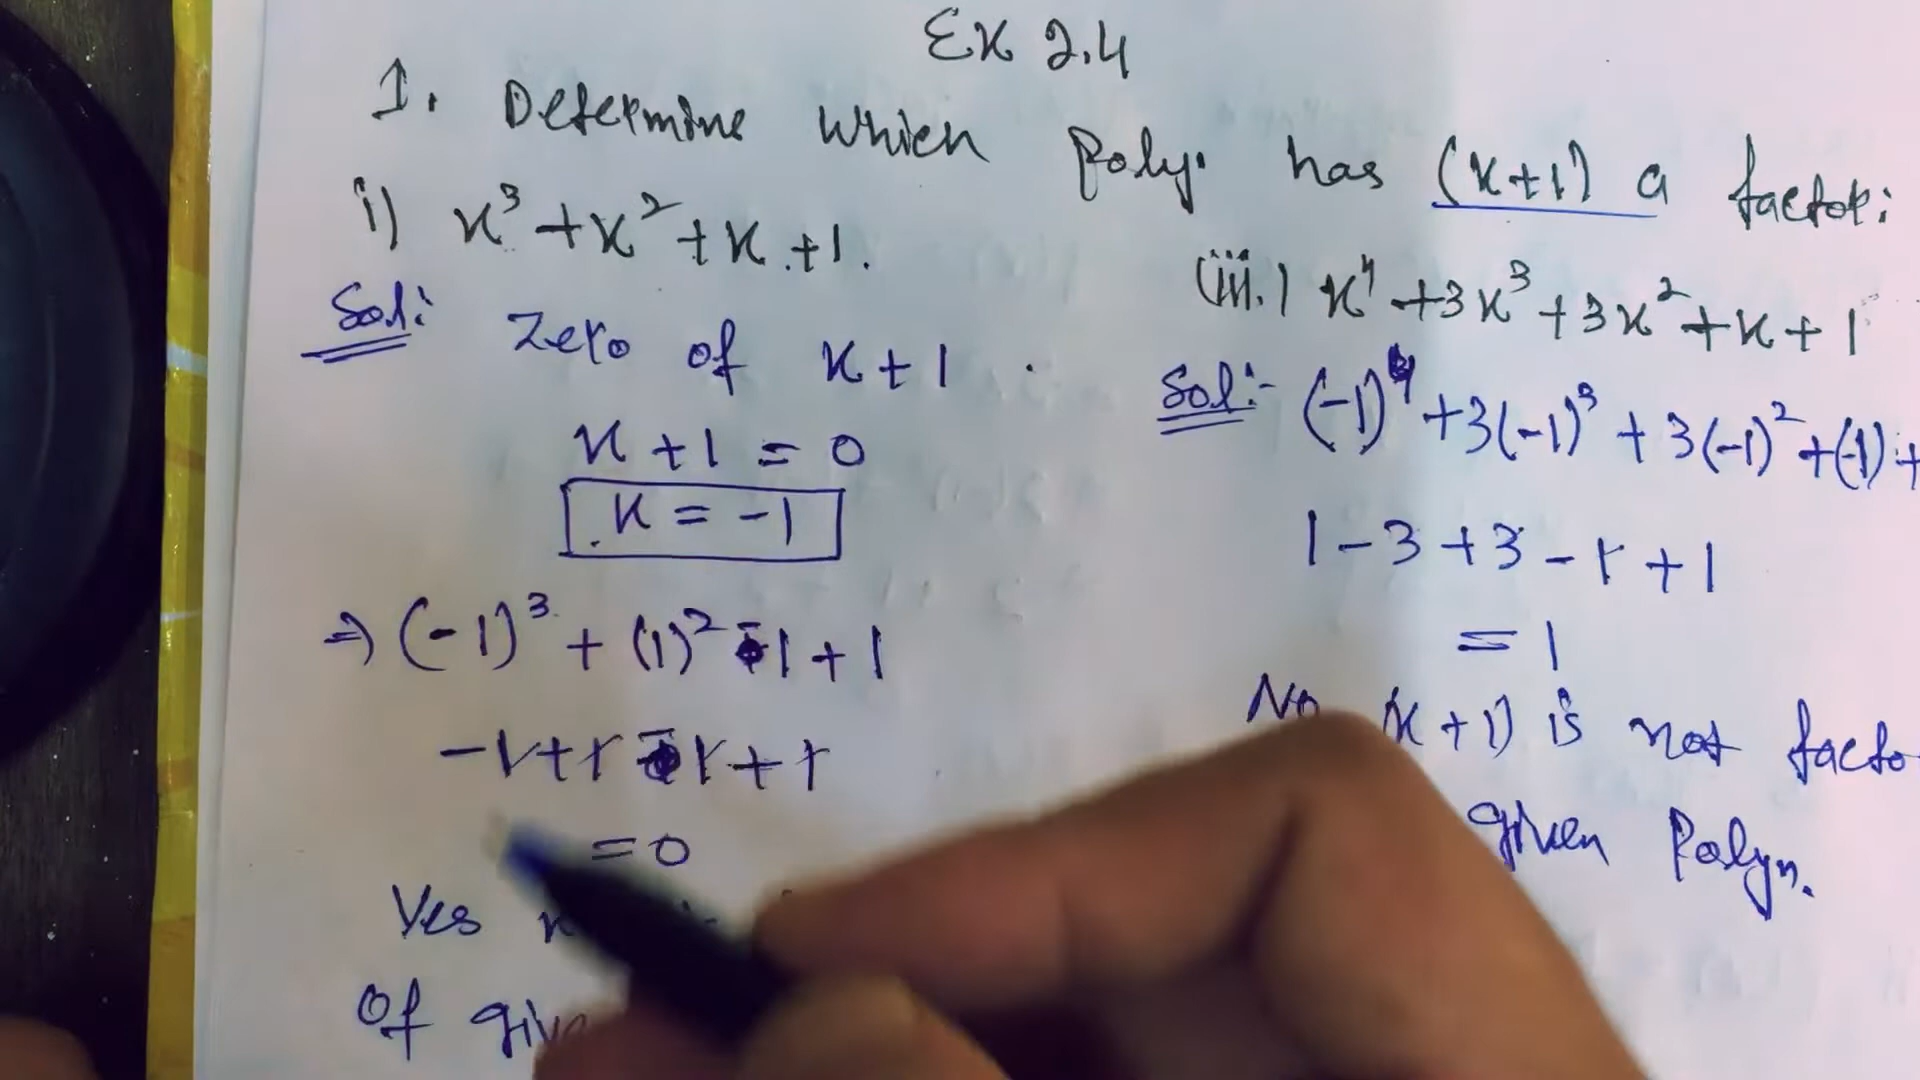 Ex 2.4
1. Determine which Poly. has (x+1) a factor:
i) x³ + x² + x + 1.
Sol: Zero of x + 1
x + 1 = 0
x = -1
⇒ (-1)³ + (1)² - 1 + 1
-1 + 1 - 1 + 1
= 0
Yes
Of
(iii.) x⁴ + 3x³ + 3x² + x + 1
Sol:- (-1)⁴ + 3(-1)³ + 3(-1)² + (-1) +
1 - 3 + 3 - 1 + 1
= 1
No (x + 1) is not facto
given Polyn.